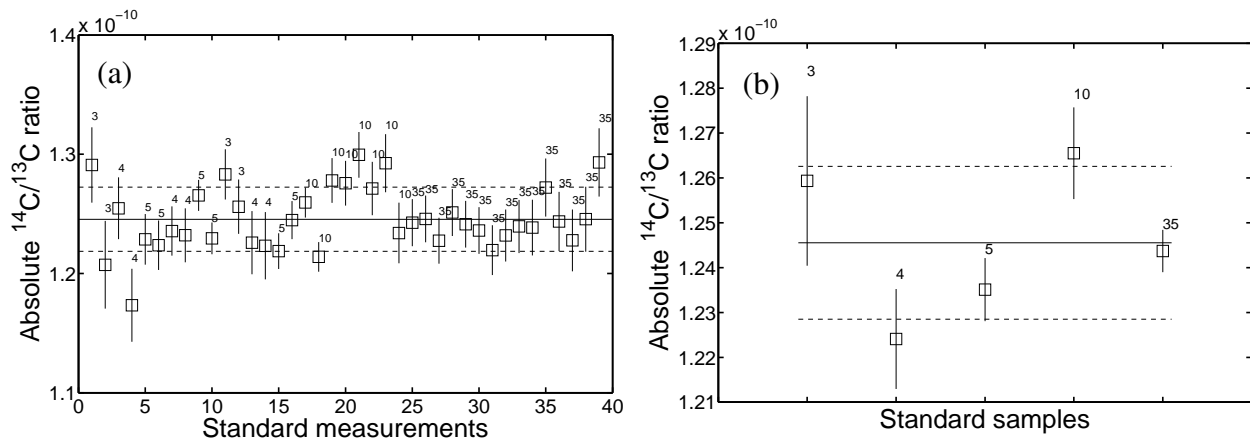 x 10⁻¹⁰
1.4
1.3
1.2
1.1
Absolute ¹⁴C/¹³C ratio
(a)
3 3 4 4 5 5 4 4 5 5 3 3 4 4 5 5 10 10 10 10 10 10 10 10 35 35 35 35 35 35 35 35 35 35 35 35 35 35 35
0 5 10 15 20 25 30 35 40
Standard measurements
x 10⁻¹⁰
1.29
1.28
1.27
1.26
1.25
1.24
1.23
1.22
1.21
Absolute ¹⁴C/¹³C ratio
(b)
3 4 5 10 35
Standard samples